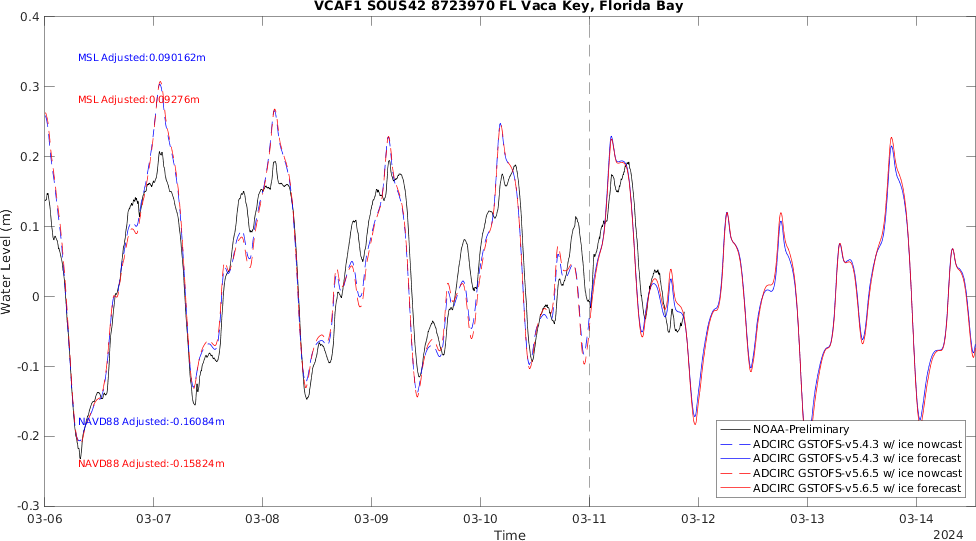 VCAF1 SOUS42 8723970 FL Vaca Key, Florida Bay
0.4
MSL Adjusted:0.090162m
0.3
MSL Adjusted:0.09276m
0.2
0.1
Water Level (m)
0
-0.1
NAVD88 Adjusted:-0.16084m
-0.2
NAVD88 Adjusted:-0.15824m
-0.3
NOAA-Preliminary
ADCIRC GSTOFS-v5.4.3 w/ ice nowcast
ADCIRC GSTOFS-v5.4.3 w/ ice forecast
ADCIRC GSTOFS-v5.6.5 w/ ice nowcast
ADCIRC GSTOFS-v5.6.5 w/ ice forecast
03-06 03-07 03-08 03-09 03-10 03-11 03-12 03-13 03-14
Time
2024